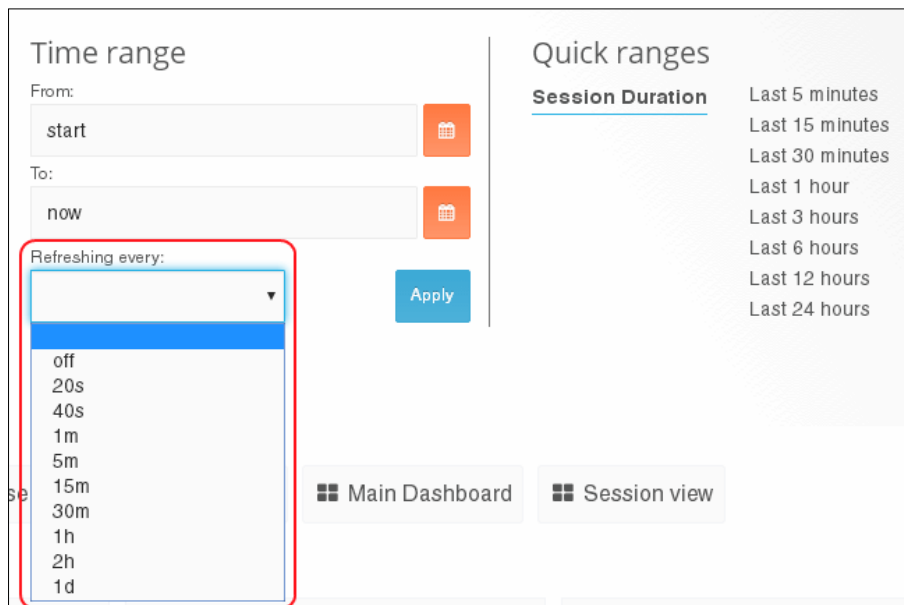 Time range
From:
start
To:
now
Refreshing every:
Apply
off
20s
40s
1m
5m
15m
30m
1h
2h
1d
Quick ranges
Session Duration
Last 5 minutes
Last 15 minutes
Last 30 minutes
Last 1 hour
Last 3 hours
Last 6 hours
Last 12 hours
Last 24 hours
se
Main Dashboard
Session view